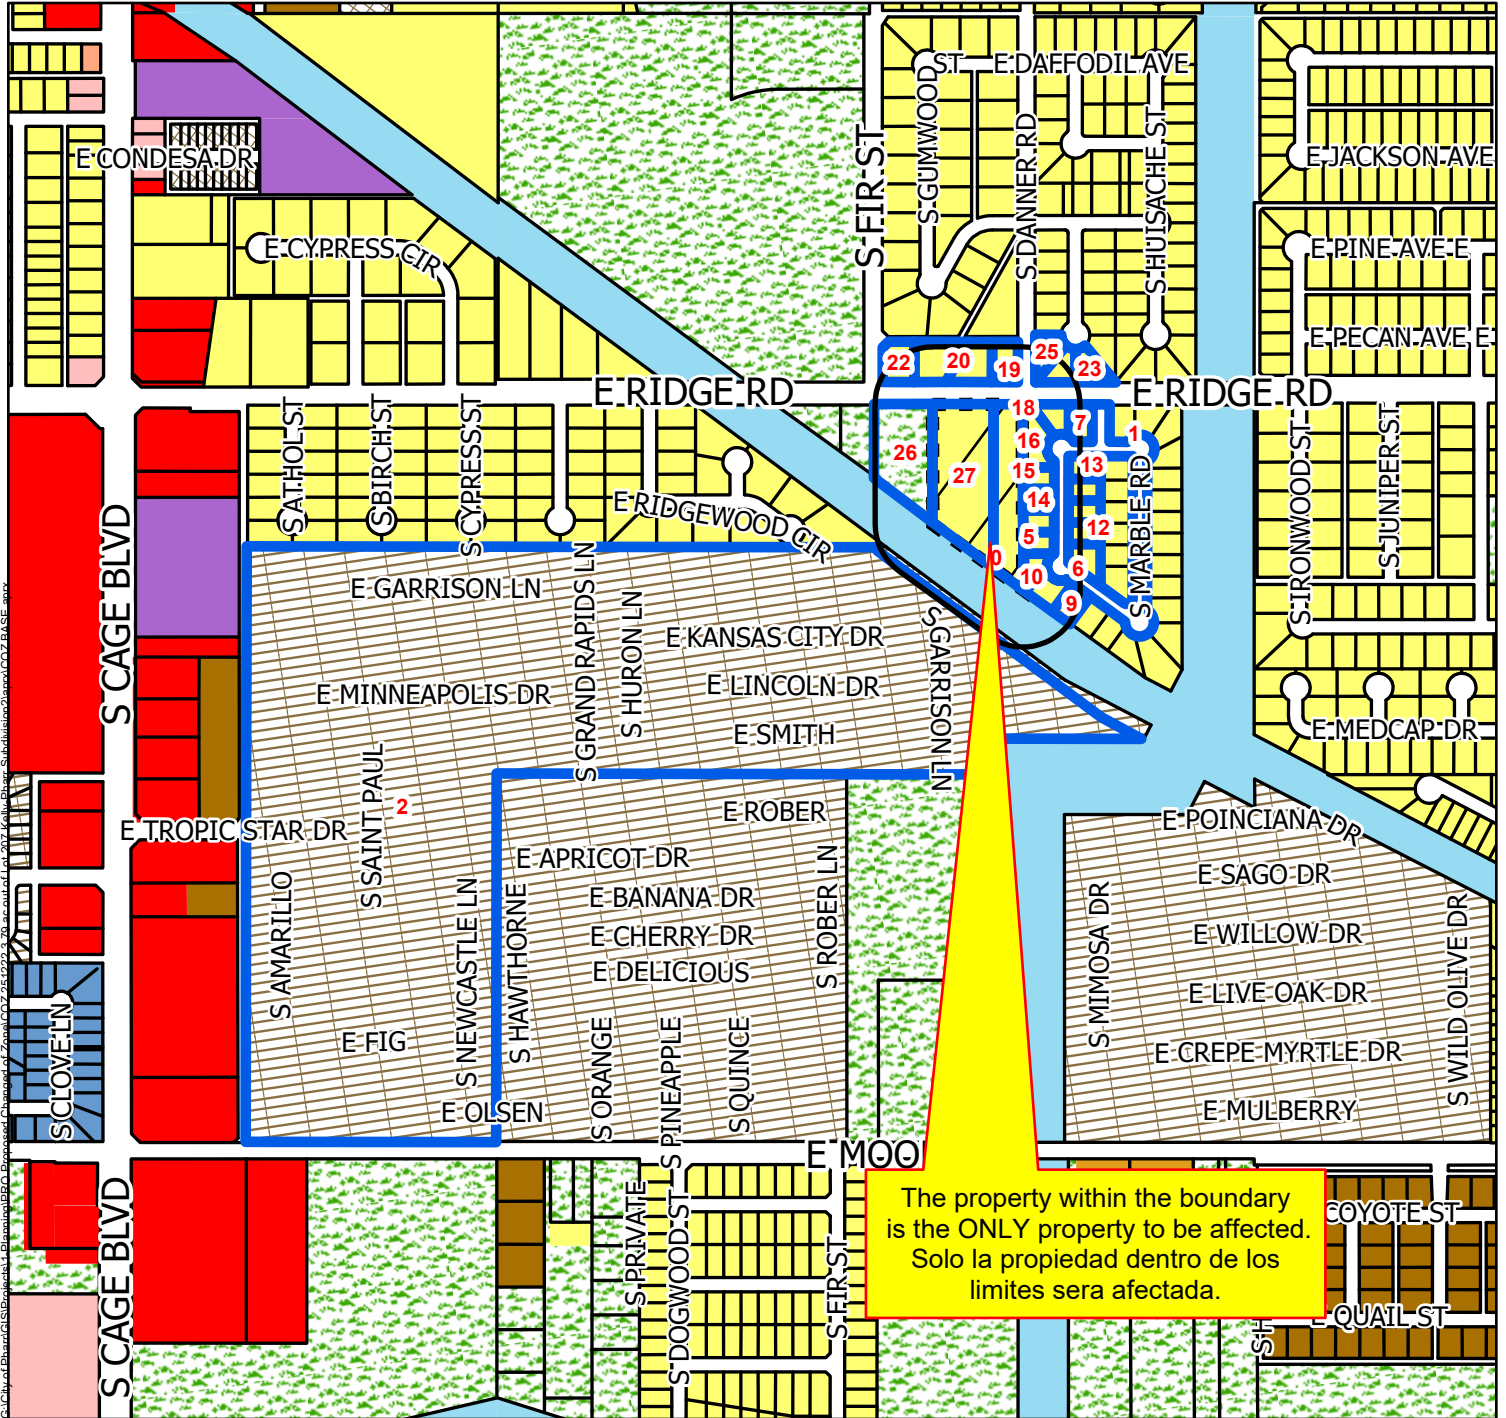 ST
E DAFFODIL AVE
S GUMWOOD
S FIR ST
S DANNER RD
S HUISACHE ST
E CONDESA DR
E JACKSON AVE
E CYPRESS CIR
E PINE AVE E
E PECAN AVE E
22
20
19
25
23
E RIDGE RD
E RIDGE RD
18
7
1
26
16
27
15
13
14
12
5
0
10
6
9
S MARBLE RD
S IRONWOOD ST
S JUNIPER ST
S ATHOL ST
S BIRCH ST
S CYPRESS ST
E RIDGEWOOD CIR
S CAGE BLVD
E GARRISON LN
S GRAND RAPIDS LN
S HURON LN
E KANSAS CITY DR
E MINNEAPOLIS DR
E LINCOLN DR
E SMITH
S GARRISON LN
E MEDCAP DR
S SAINT PAUL
2
E TROPIC STAR DR
E ROBER
E POINCIANA DR
E APRICOT DR
E BANANA DR
E CHERRY DR
E DELICIOUS
S ROBER LN
S AMARILLO
S NEWCASTLE LN
S HAWTHORNE
E SAGO DR
S MIMOSA DR
E WILLOW DR
E LIVE OAK DR
E CREPE MYRTLE DR
E MULBERRY
S WILD OLIVE DR
S CLOVE LN
E FIG
E OLSEN
S ORANGE
S PINEAPPLE
S QUINCE
E MOO
S CAGE BLVD
S PRIVATE
S DOGWOOD ST
S FIR ST
The property within the boundary
is the ONLY property to be affected.
Solo la propiedad dentro de los
limites sera afectada.
COYOTE ST
E QUAIL ST